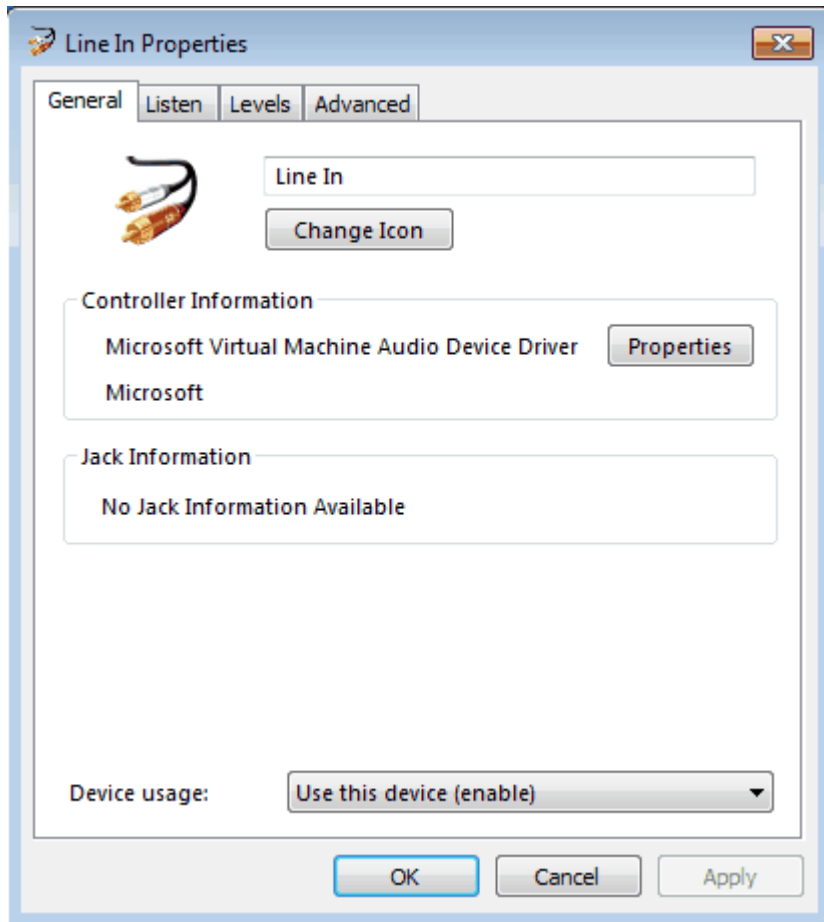 Line In Properties
General Listen Levels Advanced
Line In
Change Icon
Controller Information
Microsoft Virtual Machine Audio Device Driver Properties
Microsoft
Jack Information
No Jack Information Available
Device usage: Use this device (enable)
OK Cancel Apply